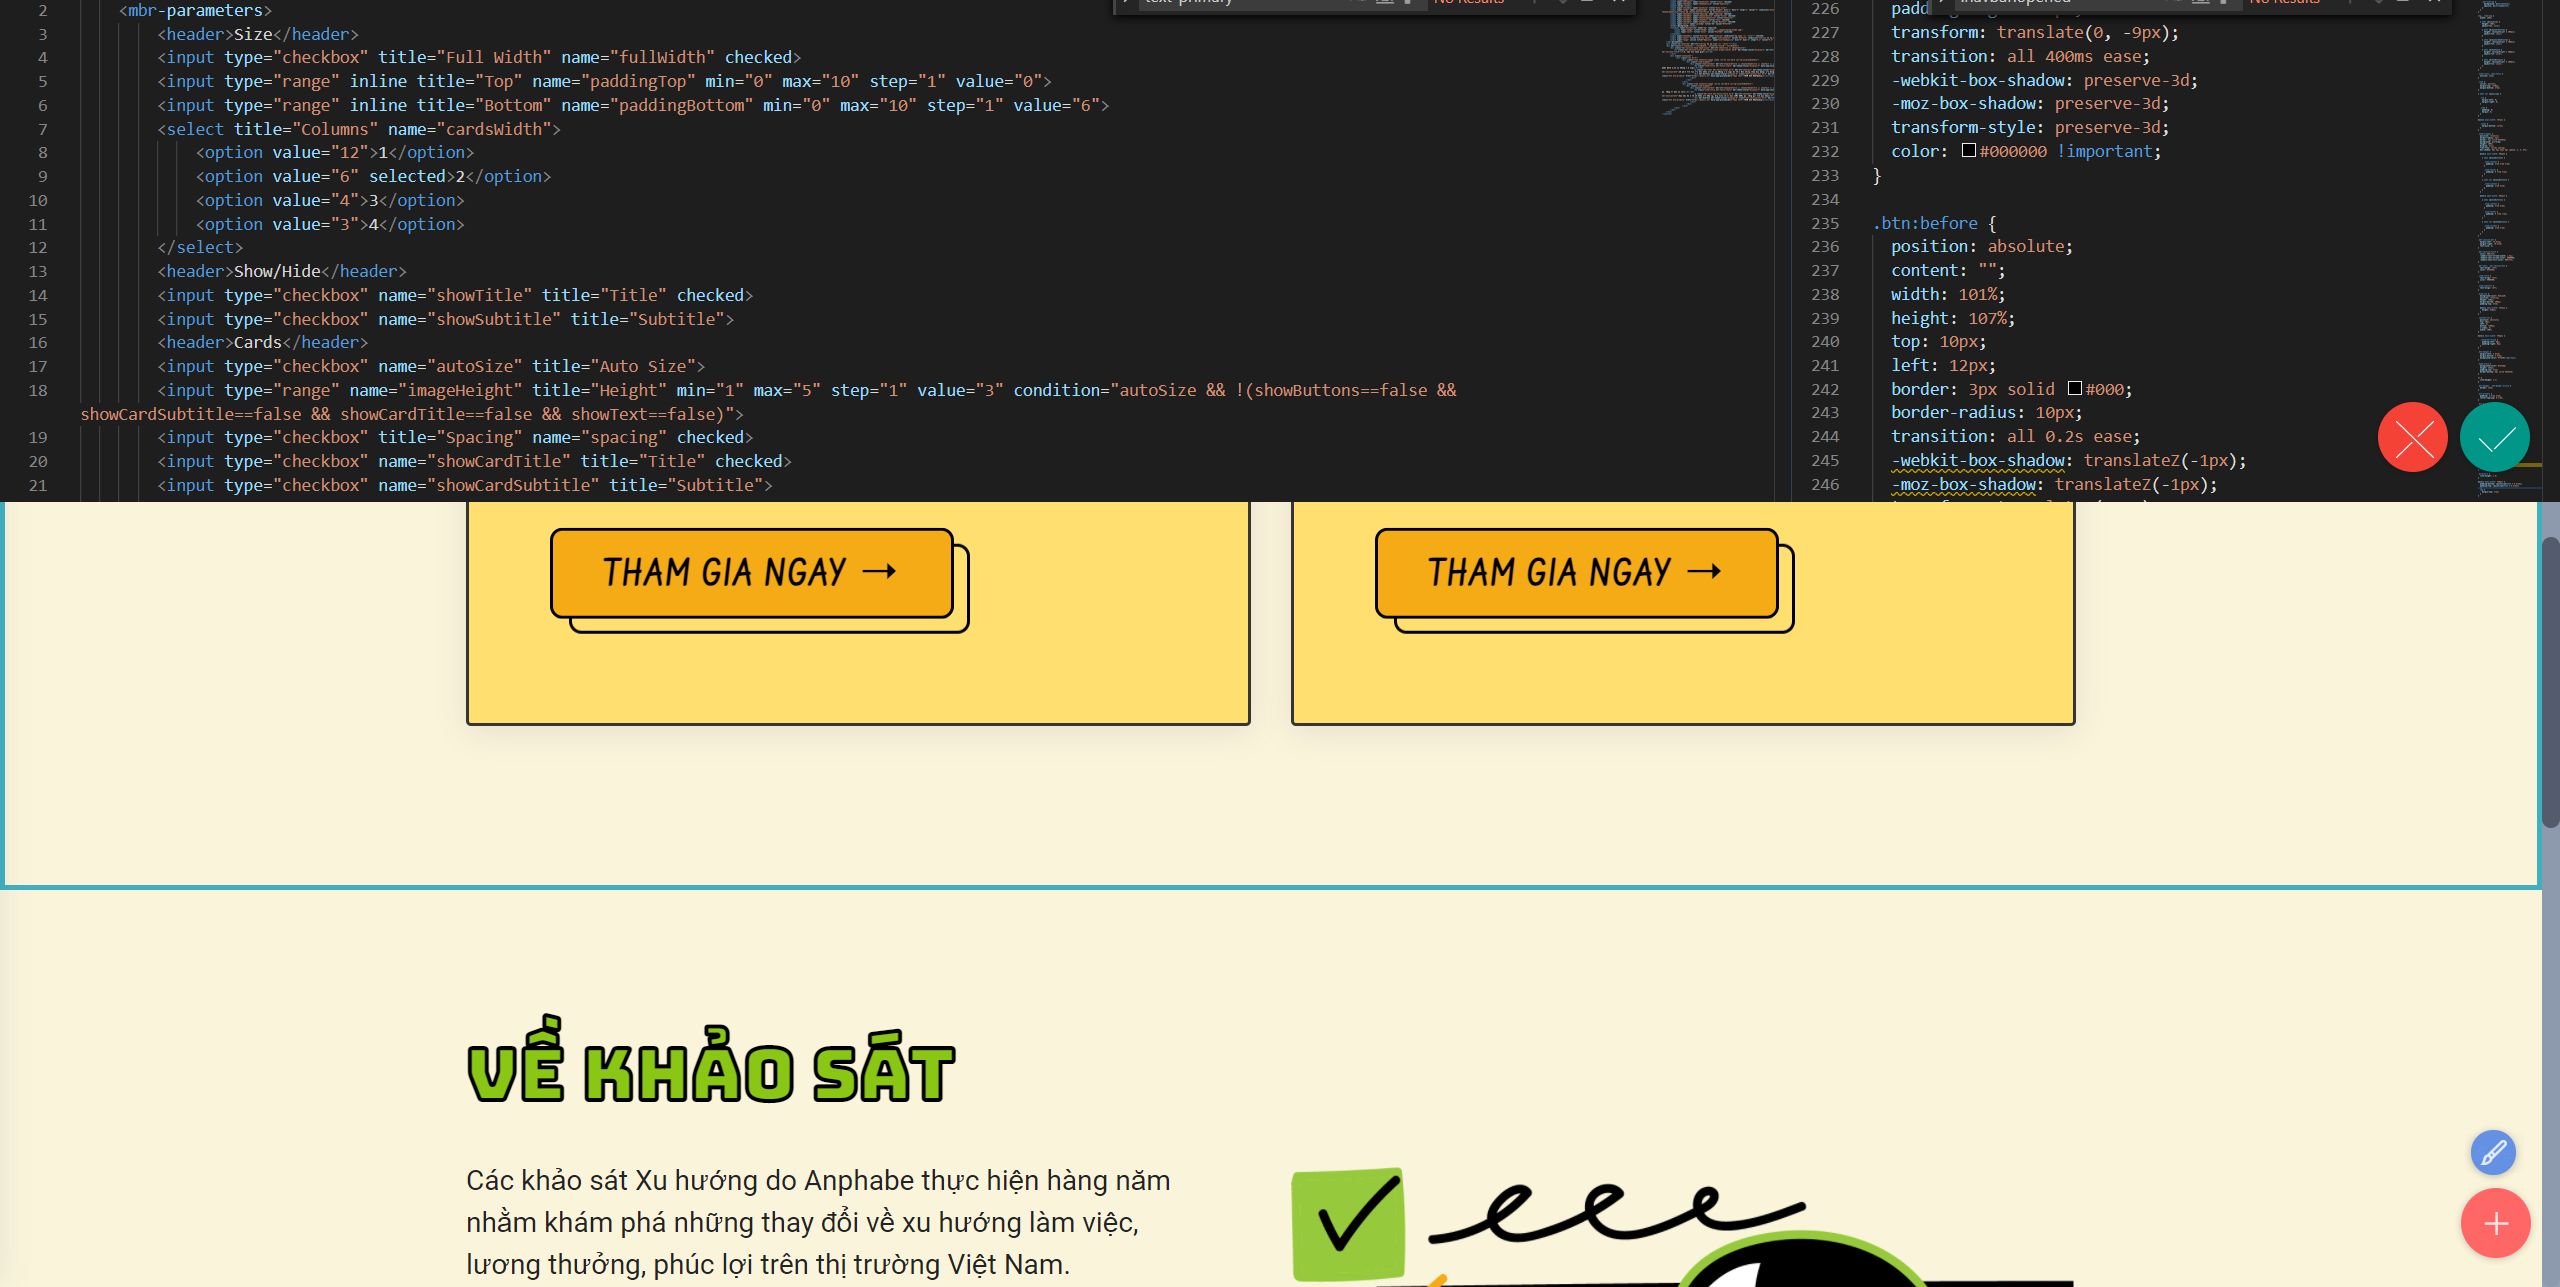 2 <mbr-parameters>
3 <header>Size</header>
4 <input type="checkbox" title="Full Width" name="fullWidth" checked>
5 <input type="range" inline title="Top" name="paddingTop" min="0" max="10" step="1" value="0">
6 <input type="range" inline title="Bottom" name="paddingBottom" min="0" max="10" step="1" value="6">
7 <select title="Columns" name="cardsWidth">
8 <option value="12">1</option>
9 <option value="6" selected>2</option>
10 <option value="4">3</option>
11 <option value="3">4</option>
12 </select>
13 <header>Show/Hide</header>
14 <input type="checkbox" name="showTitle" title="Title" checked>
15 <input type="checkbox" name="showSubtitle" title="Subtitle">
16 <header>Cards</header>
17 <input type="checkbox" name="autoSize" title="Auto Size">
18 <input type="range" name="imageHeight" title="Height" min="1" max="5" step="1" value="3" condition="autoSize && !(showButtons==false &&
showCardSubtitle==false && showCardTitle==false && showText==false)">
19 <input type="checkbox" title="Spacing" name="spacing" checked>
20 <input type="checkbox" name="showCardTitle" title="Title" checked>
21 <input type="checkbox" name="showCardSubtitle" title="Subtitle">
No Results
No Results
226
227 transform: translate(0, -9px);
228 transition: all 400ms ease;
229 -webkit-box-shadow: preserve-3d;
230 -moz-box-shadow: preserve-3d;
231 transform-style: preserve-3d;
232 color: #000000 !important;
233 }
234
235 .btn:before {
236 position: absolute;
237 content: "";
238 width: 101%;
239 height: 107%;
240 top: 10px;
241 left: 12px;
242 border: 3px solid #000;
243 border-radius: 10px;
244 transition: all 0.2s ease;
245 -webkit-box-shadow: translateZ(-1px);
246 -moz-box-shadow: translateZ(-1px);
THAM GIA NGAY →
THAM GIA NGAY →
VỀ KHẢO SÁT
Các khảo sát Xu hướng do Anphabe thực hiện hàng năm
nhằm khám phá những thay đổi về xu hướng làm việc,
lương thưởng, phúc lợi trên thị trường Việt Nam.